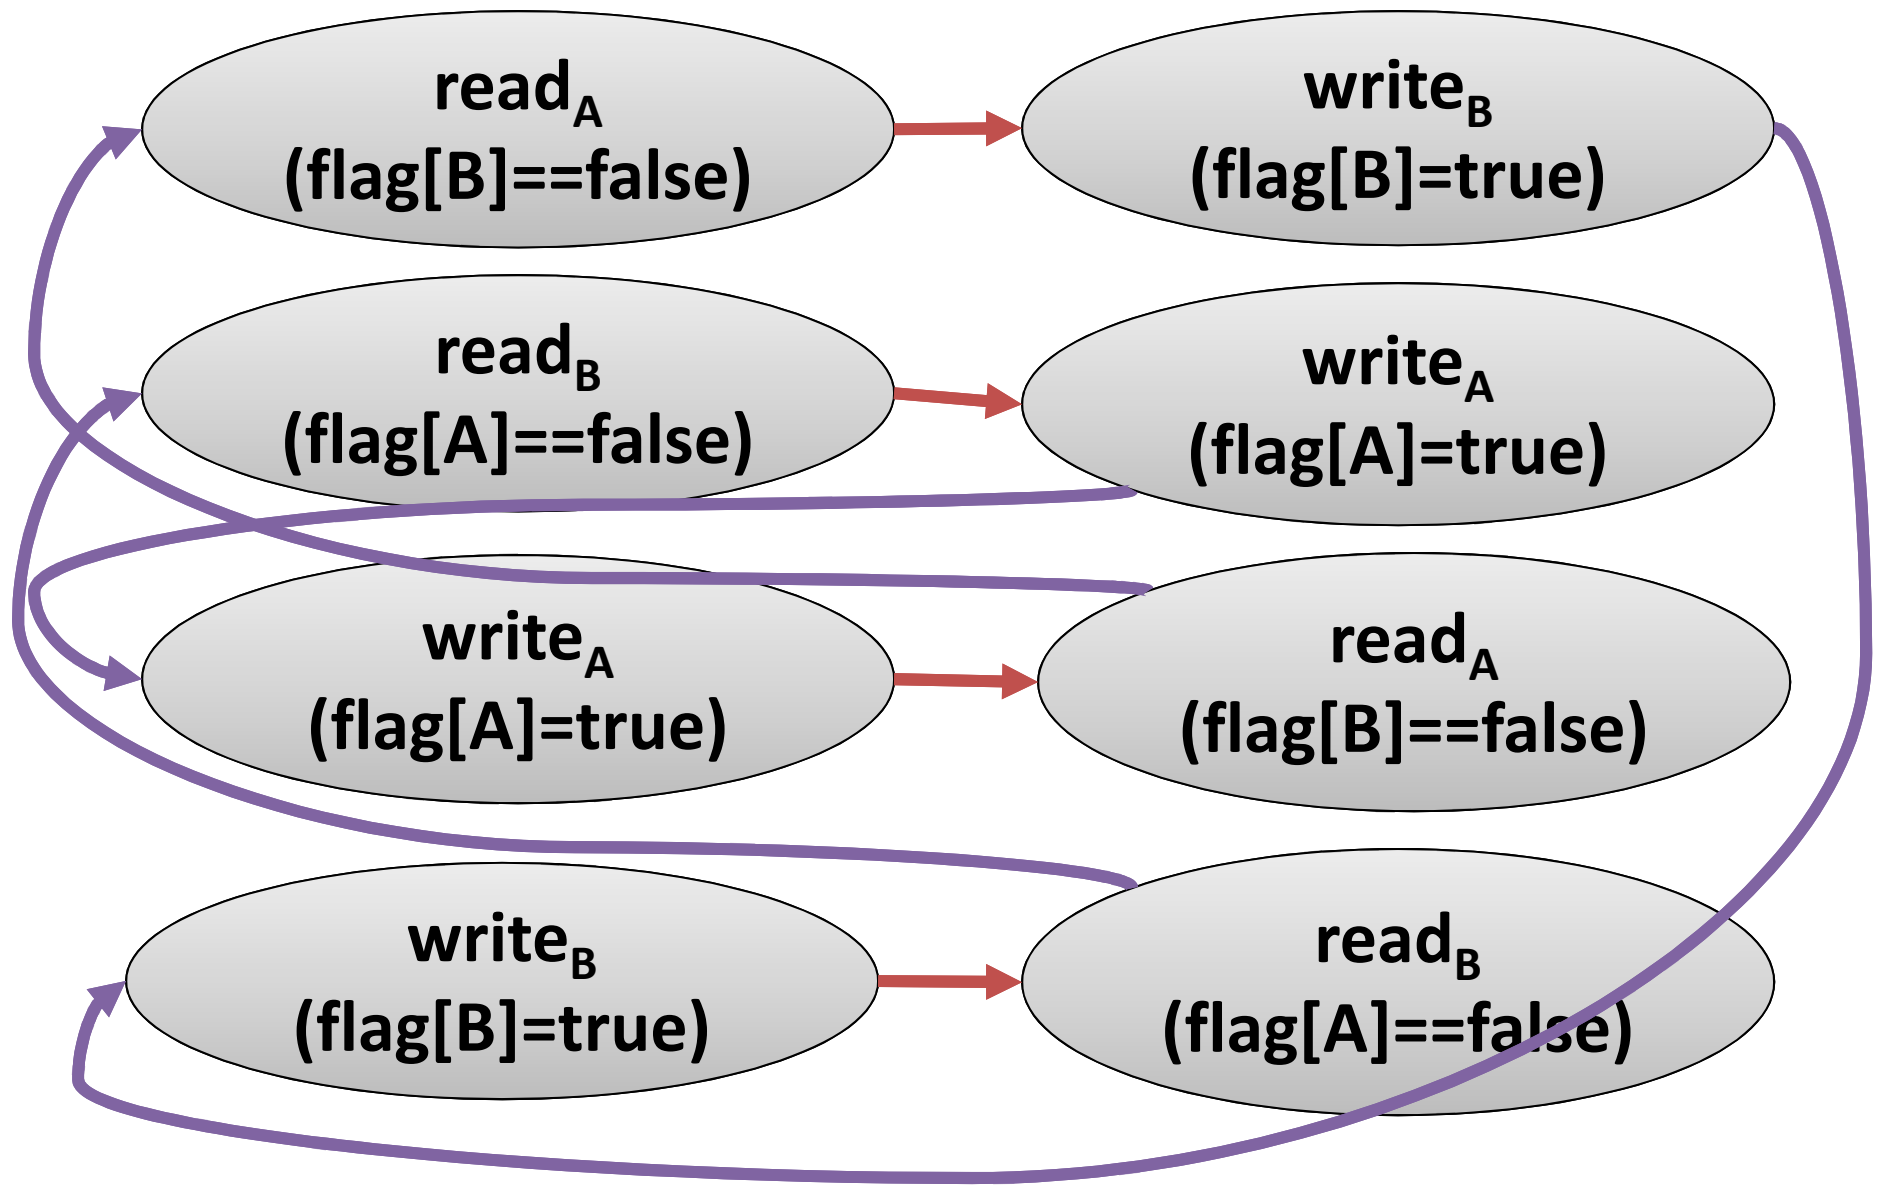 readA
(flag[B]==false)
writeB
(flag[B]=true)
readB
(flag[A]==false)
writeA
(flag[A]=true)
writeA
(flag[A]=true)
readA
(flag[B]==false)
writeB
(flag[B]=true)
readB
(flag[A]==false)